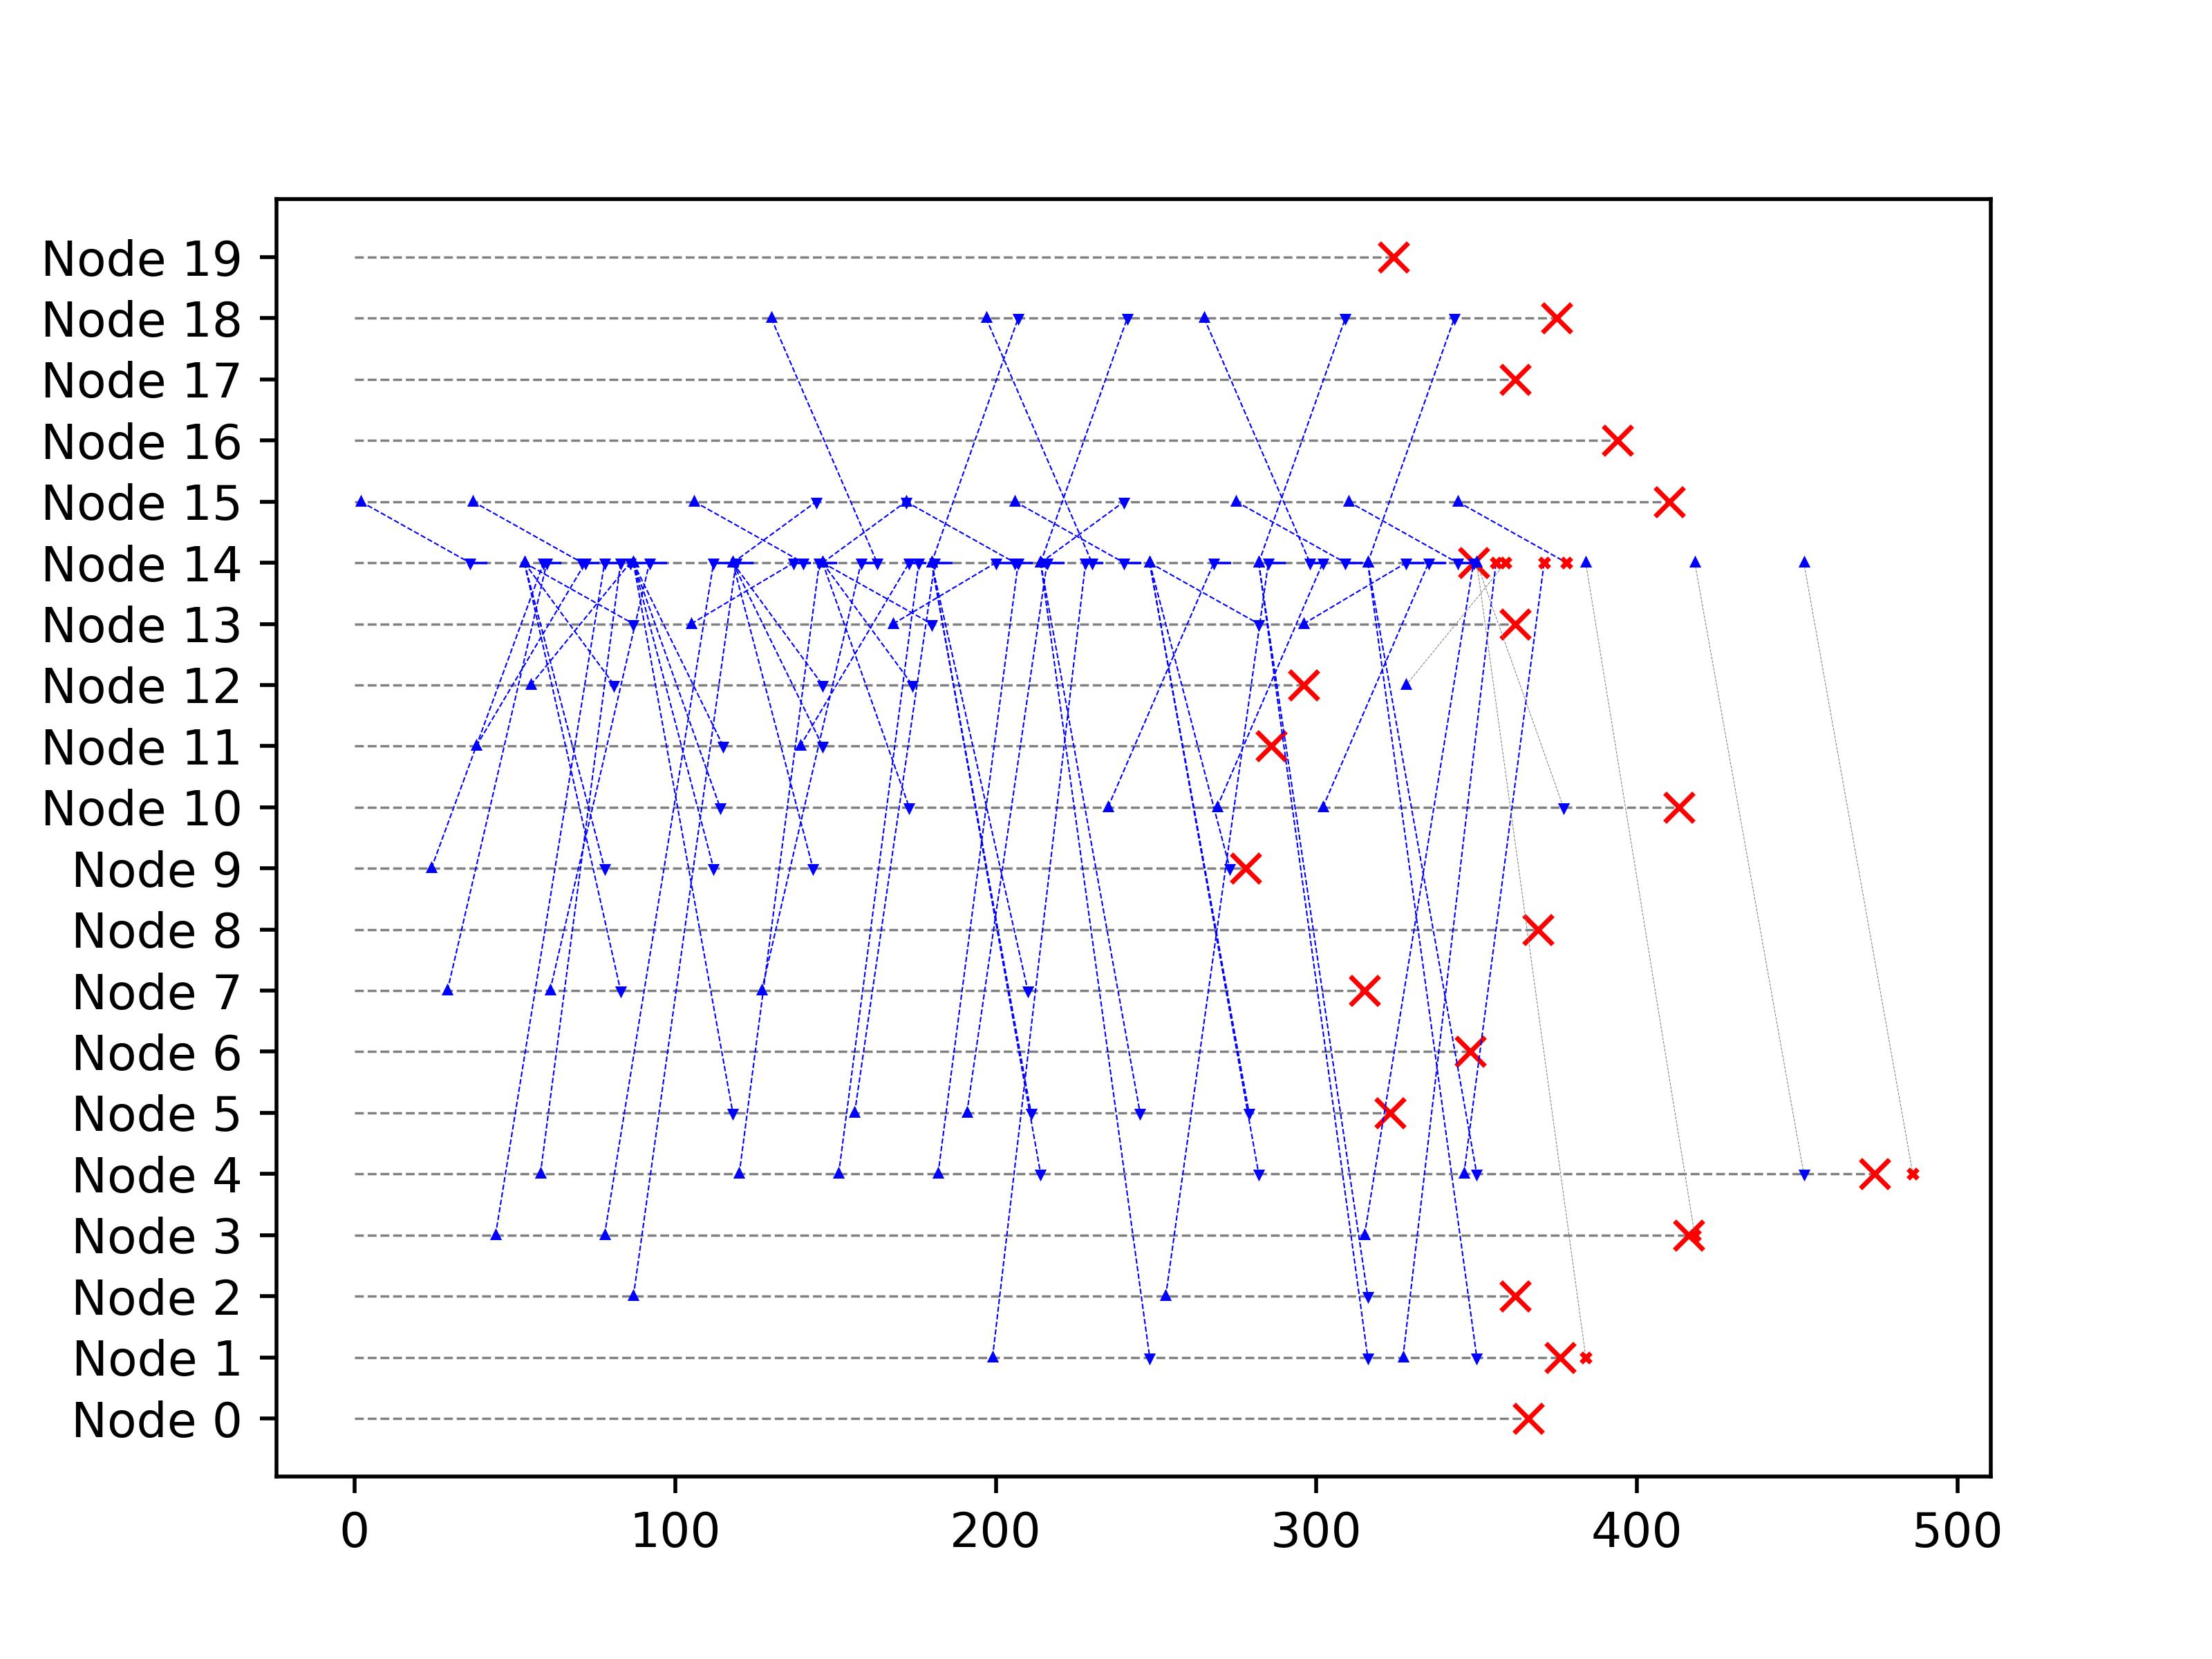 Node 19
Node 18
Node 17
Node 16
Node 15
Node 14
Node 13
Node 12
Node 11
Node 10
Node 9
Node 8
Node 7
Node 6
Node 5
Node 4
Node 3
Node 2
Node 1
Node 0
0 100 200 300 400 500